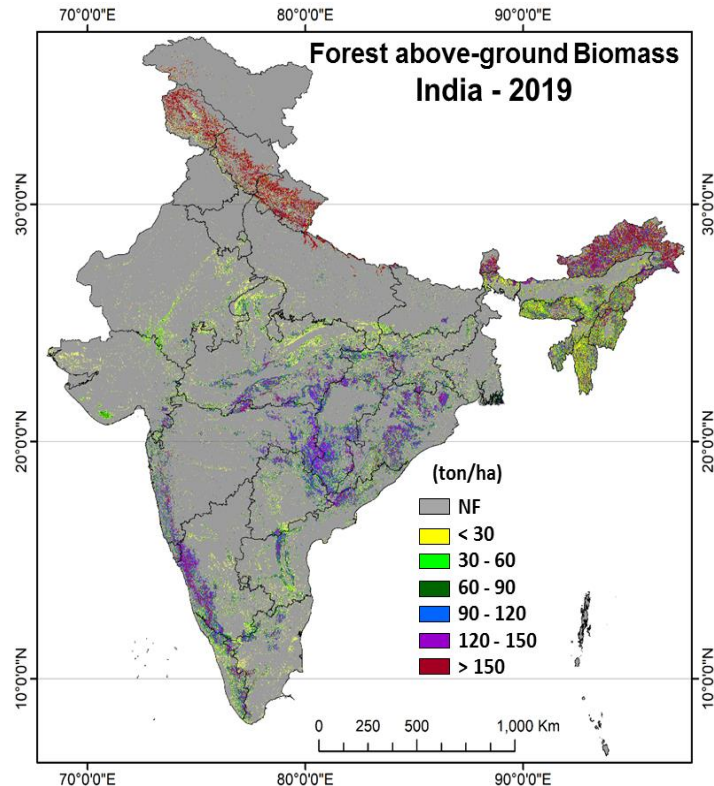 70°0'0"E 80°0'0"E 90°0'0"E
Forest above-ground Biomass
India - 2019
30°0'0"N 30°0'0"N
20°0'0"N 20°0'0"N
(ton/ha)
NF
< 30
30 - 60
60 - 90
90 - 120
120 - 150
> 150
10°0'0"N 10°0'0"N
0 250 500 1,000 Km
70°0'0"E 80°0'0"E 90°0'0"E